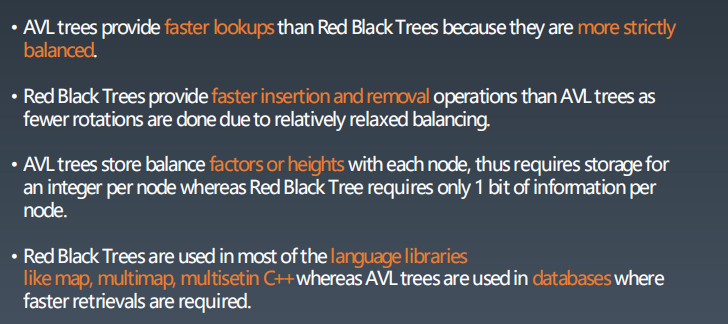 • AVL trees provide faster lookups than Red Black Trees because they are more strictly
balanced.
• Red Black Trees provide faster insertion and removal operations than AVL trees as
fewer rotations are done due to relatively relaxed balancing.
• AVL trees store balance factors or heights with each node, thus requires storage for
an integer per node whereas Red Black Tree requires only 1 bit of information per
node.
• Red Black Trees are used in most of the language libraries
like map, multimap, multisetin C++ whereas AVL trees are used in databases where
faster retrievals are required.